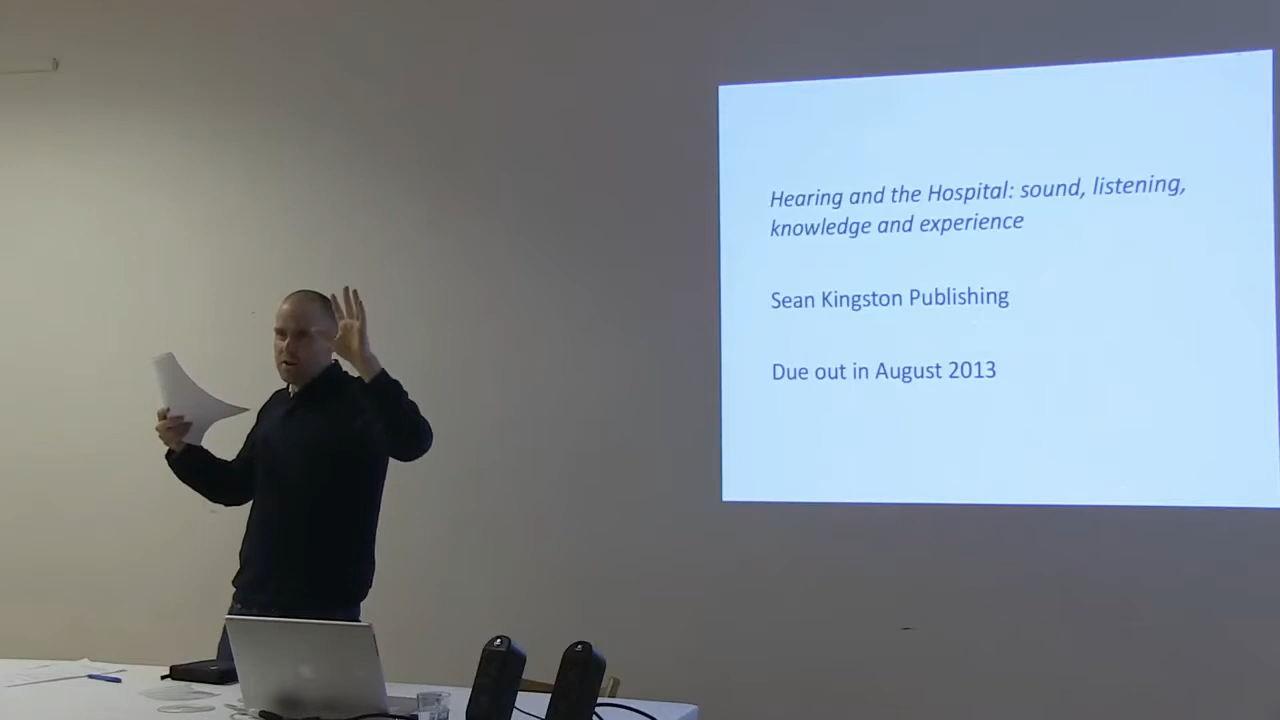 Hearing and the Hospital: sound, listening,
knowledge and experience
Sean Kingston Publishing
Due out in August 2013